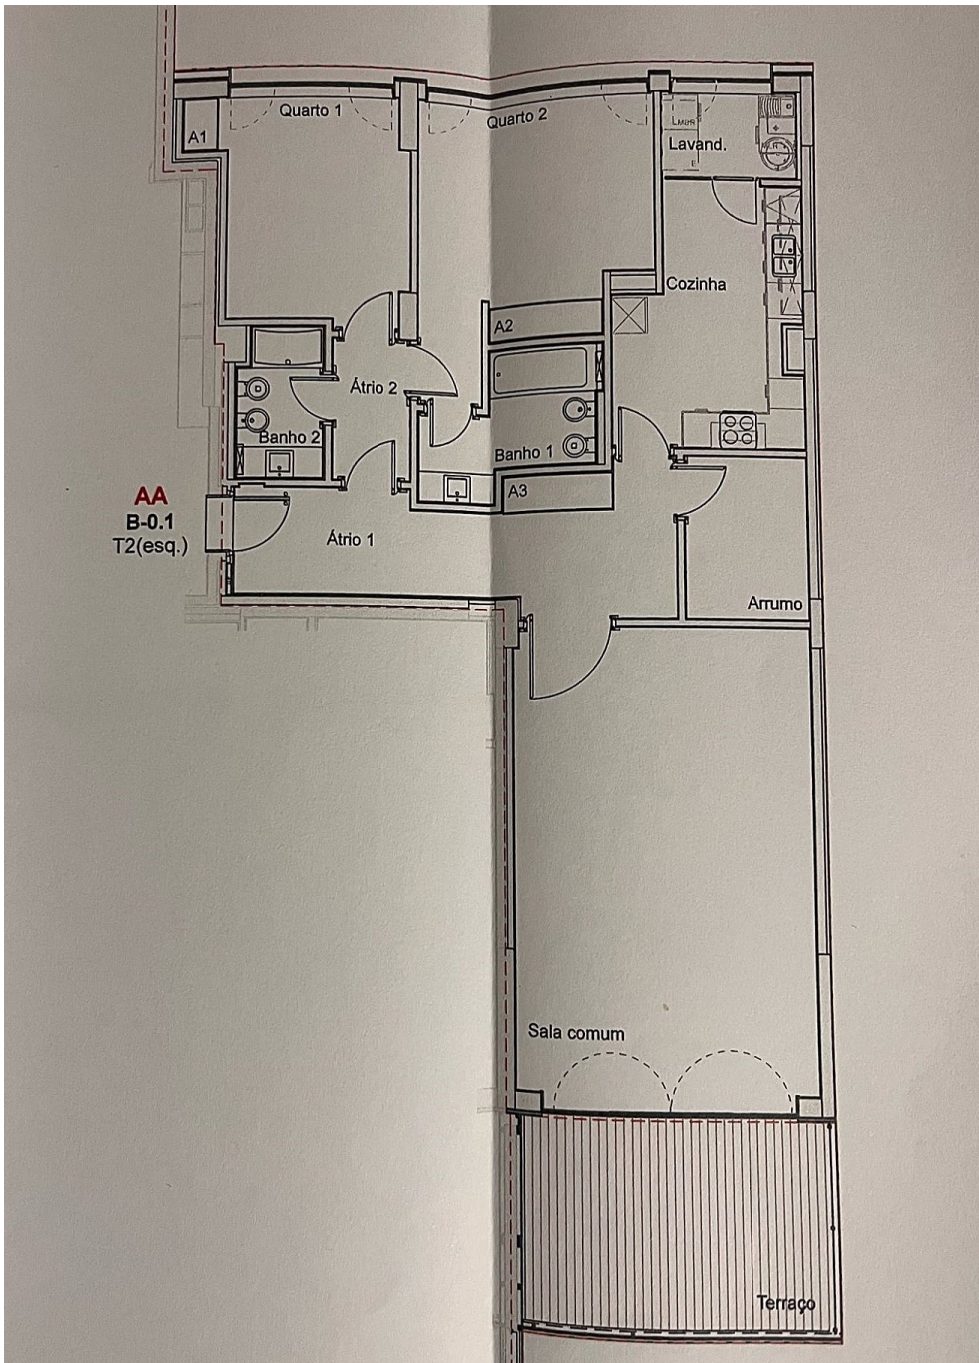 Quarto 1
Quarto 2
A1
Lavand.
Cozinha
A2
Átrio 2
Banho 2
Banho 1
A3
AA
B-0.1
T2(esq.)
Átrio 1
Arrumo
Sala comum
Terraço